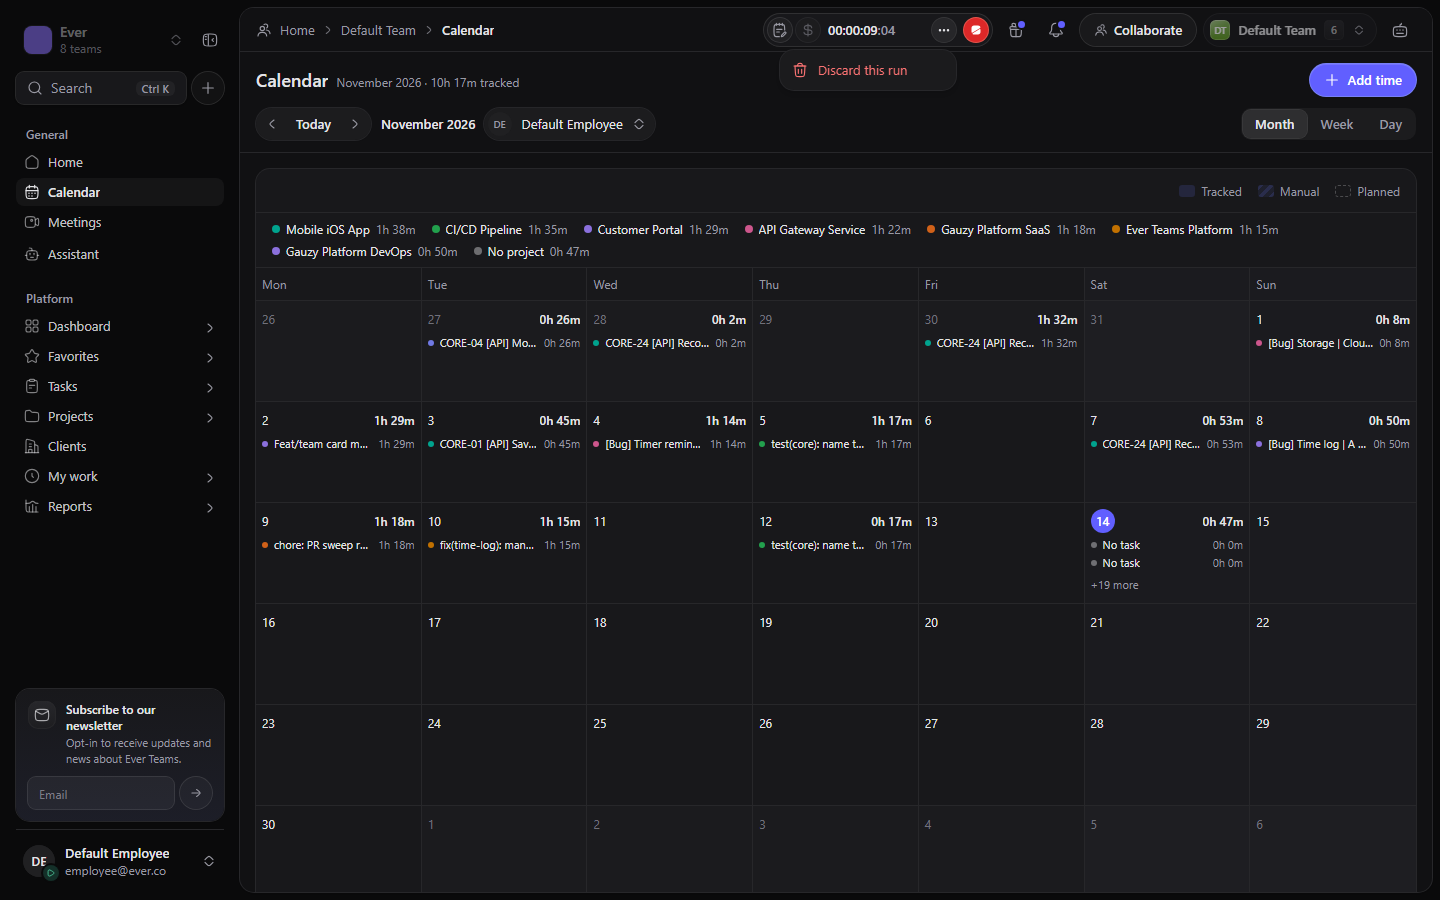 Ever
8 teams
Search
Ctrl K
General
Home
Calendar
Meetings
Assistant
Platform
Dashboard
Favorites
Tasks
Projects
Clients
My work
Reports
Subscribe to our newsletter
Opt-in to receive updates and news about Ever Teams.
Email
DE
Default Employee
employee@ever.co
Home > Default Team > Calendar
$
00:00:09:04
Collaborate
DT Default Team 6
Discard this run
Calendar November 2026 · 10h 17m tracked
Add time
Today
November 2026
DE Default Employee
Month Week Day
Tracked Manual Planned
Mobile iOS App 1h 38m CI/CD Pipeline 1h 35m Customer Portal 1h 29m API Gateway Service 1h 22m Gauzy Platform SaaS 1h 18m Ever Teams Platform 1h 15m
Gauzy Platform DevOps 0h 50m No project 0h 47m
Mon Tue Wed Thu Fri Sat Sun
26 27 0h 26m 28 0h 2m 29 30 1h 32m 31 1 0h 8m
CORE-04 [API] Mo... 0h 26m CORE-24 [API] Reco... 0h 2m CORE-24 [API] Rec... 1h 32m [Bug] Storage | Clou... 0h 8m
2 1h 29m 3 0h 45m 4 1h 14m 5 1h 17m 6 7 0h 53m 8 0h 50m
Feat/team card m... 1h 29m CORE-01 [API] Sav... 0h 45m [Bug] Timer remin... 1h 14m test(core): name t... 1h 17m CORE-24 [API] Rec... 0h 53m [Bug] Time log | A ... 0h 50m
9 1h 18m 10 1h 15m 11 12 0h 17m 13 14 0h 47m 15
chore: PR sweep r... 1h 18m fix(time-log): man... 1h 15m test(core): name t... 0h 17m No task 0h 0m
No task 0h 0m
+19 more
16 17 18 19 20 21 22
23 24 25 26 27 28 29
30 1 2 3 4 5 6